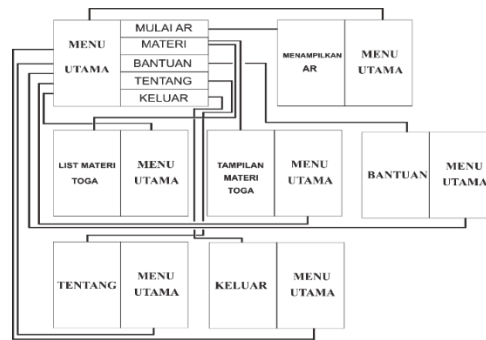 MENU
UTAMA
MULAI AR
MATERI
BANTUAN
TENTANG
KELUAR
MENAMPILKAN
AR
MENU
UTAMA
LIST MATERI
TOGA
MENU
UTAMA
TAMPILAN
MATERI
TOGA
MENU
UTAMA
BANTUAN
MENU
UTAMA
TENTANG
MENU
UTAMA
KELUAR
MENU
UTAMA